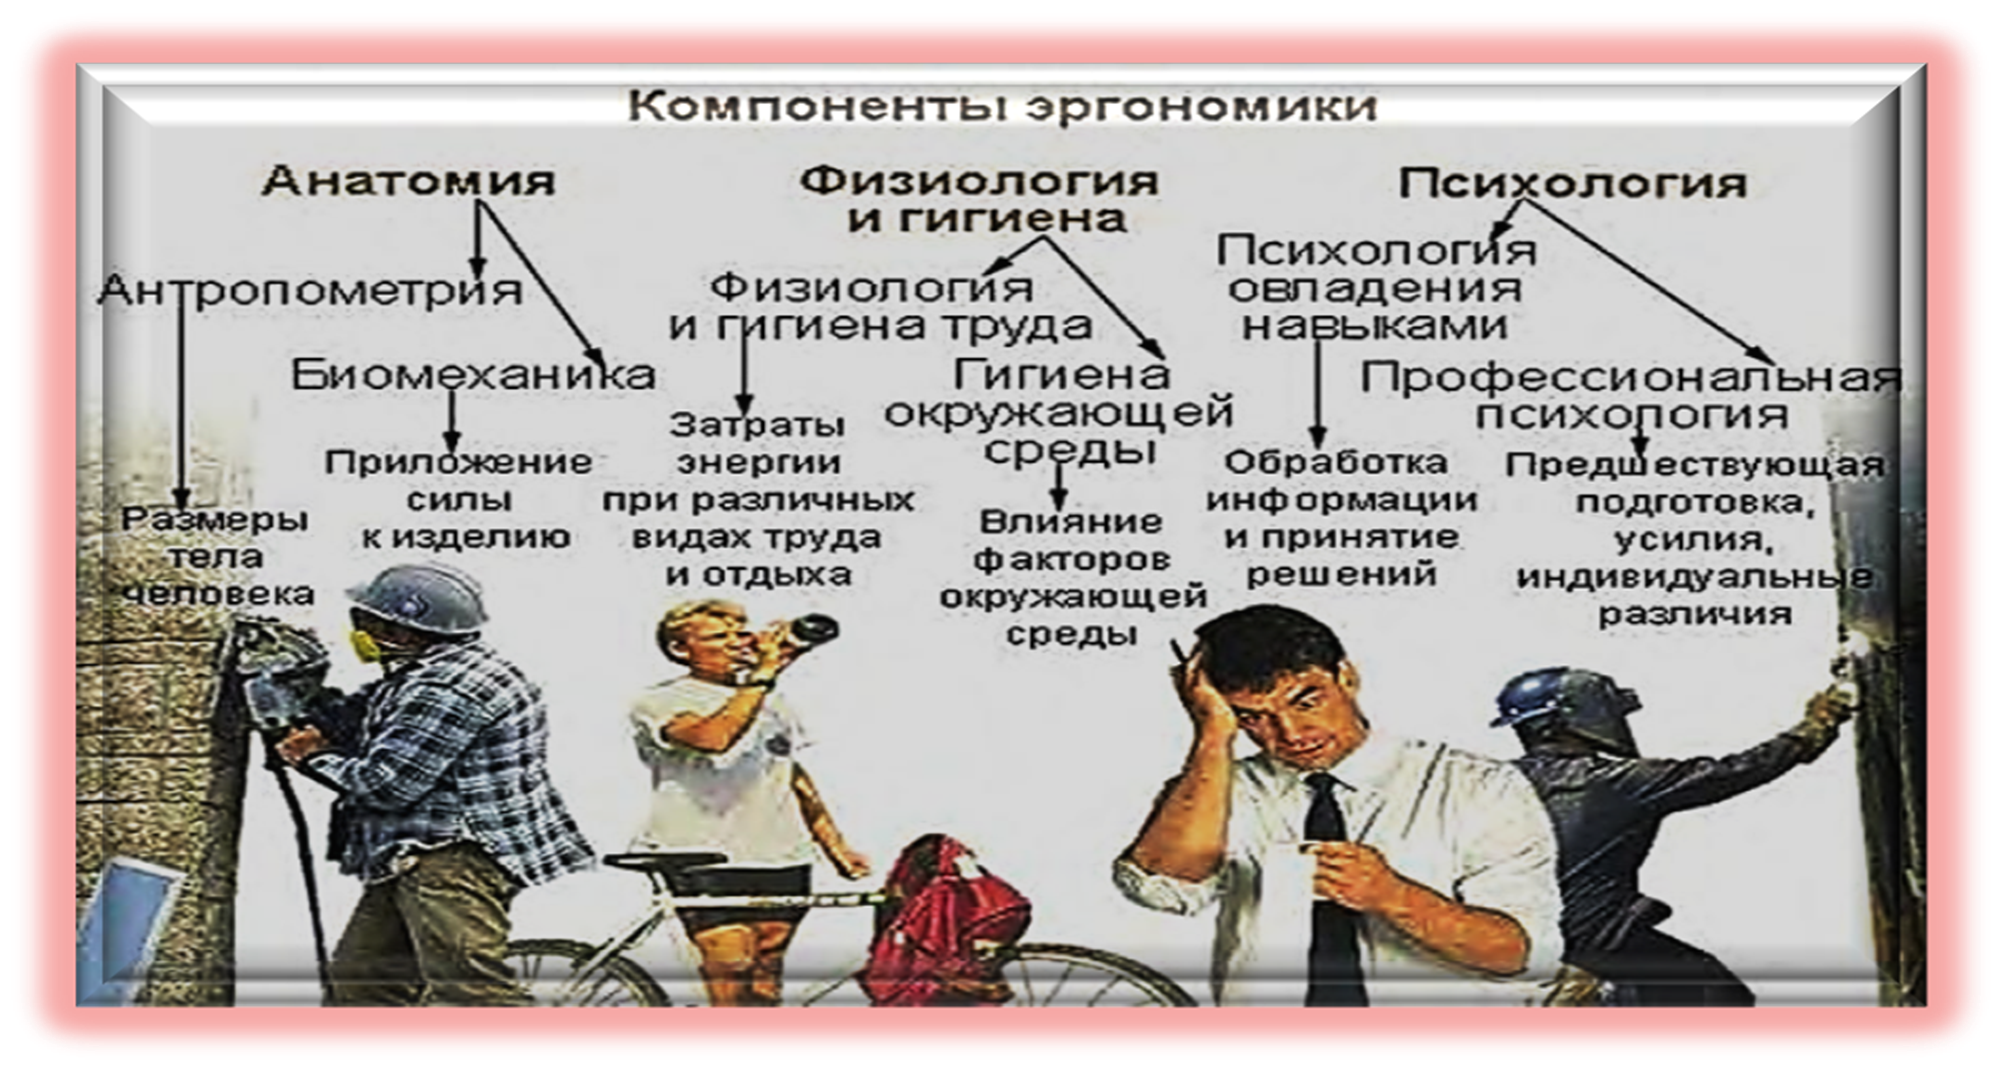 Компоненты эргономики
Анатомия
Антропометрия
Размеры
тела
человека
Биомеханика
Приложение
силы
к изделию
Физиология
и гигиена
Физиология
и гигиена труда
Затраты
энергии
при различных
видах труда
и отдыха
Гигиена
окружающей
среды
Влияние
факторов
окружающей
среды
Психология
Психология
овладения
навыками
Обработка
информации
и принятие
решений
Профессиональная
психология
Предшествующая
подготовка,
усилия,
индивидуальные
различия